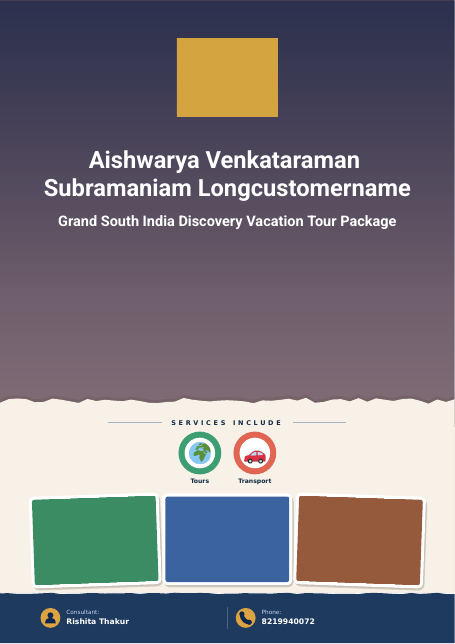 Aishwarya Venkataraman
Subramaniam Longcustomername
Grand South India Discovery Vacation Tour Package
SERVICES INCLUDE
Tours
Transport
Consultant:
Rishita Thakur
Phone:
8219940072